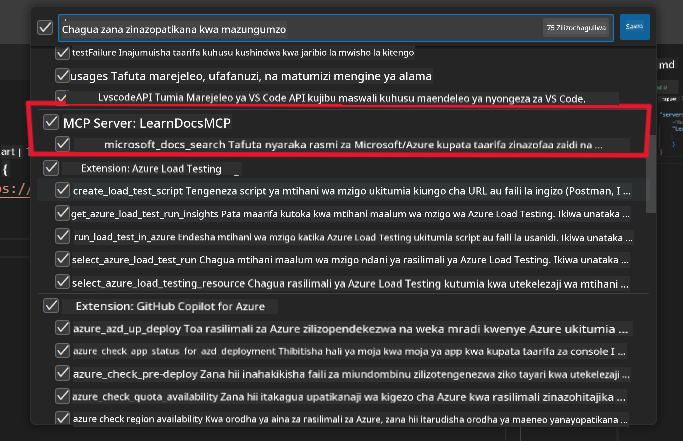 Chagua zana zinazopatikana kwa mazungumzo
75 Zilizochaguliwa
Sawa
testFailure Inajumuisha taarifa kuhusu kushindwa kwa jaribio la mwisho la kitengo
usages Tafuta marejeleo, ufafanuzi, na matumizi mengine ya alama
LvscodeAPI Tumia Marejeleo ya VS Code API kujibu maswali kuhusu maendeleo ya nyongeza za VS Code.
MCP Server: LearnDocsMCP
microsoft_docs_search Tafuta nyaraka rasmi za Microsoft/Azure kupata taarifa zinazofaa zaidi na ...
Extension: Azure Load Testing
create_load_test_script Tengeneza script ya mtihani wa mzigo ukitumia kiungo cha URL au faili la ingizo (Postman, I ...
get_azure_load_test_run_insights Pata maarifa kutoka kwa mtihani maalum wa mzigo wa Azure Load Testing. Ikiwa unataka ...
run_load_test_in_azure Endesha mtihani wa mzigo katika Azure Load Testing ukitumia script au faili la usanidi. Ikiwa unataka ...
select_azure_load_test_run Chagua mtihani maalum wa mzigo ndani ya rasilimali ya Azure Load Testing. Ikiwa unataka ...
select_azure_load_testing_resource Chagua rasilimali ya Azure Load Testing kutumia kwa utekelezaji wa mtihani ...
Extension: GitHub Copilot for Azure
azure_azd_up_deploy Toa rasilimali za Azure zilizopendekezwa na weka mradi kwenye Azure ukitumia ...
azure_check_app_status_for_azd_deployment Thibitisha hali ya moja kwa moja ya app kwa kupata taarifa za console I ...
azure_check_pre-deploy Zana hii inahakikisha faili za miundombinu zilizotengenezwa ziko tayari kwa utekelezaji ...
azure_check_quota_availability Zana hii itakagua upatikanaji wa kigezo cha Azure kwa rasilimali zinazohitajika ...
azure check region availability Kwa orodha ya aina za rasilimali za Azure, zana hii itarudisha orodha ya maeneo yanayopatikana ...
art |
{
md